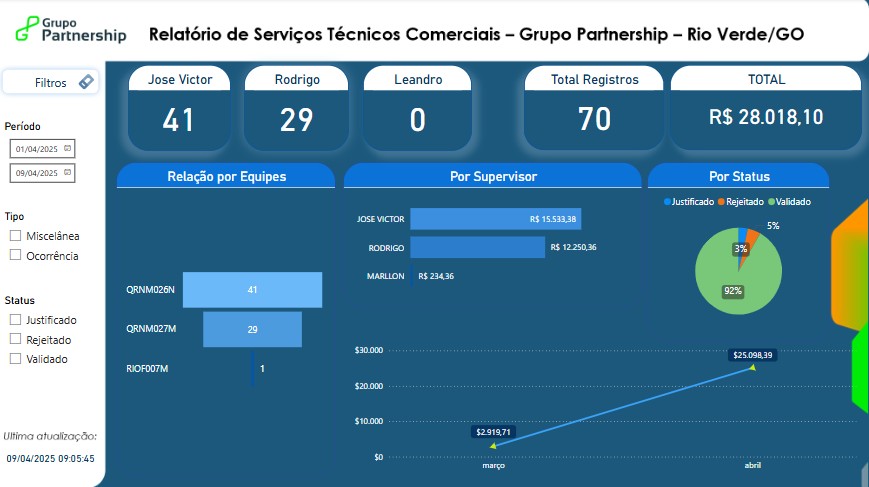 Grupo
Partnership
Relatório de Serviços Técnicos Comerciais – Grupo Partnership – Rio Verde/GO
Filtros
Jose Victor
41
Rodrigo
29
Leandro
0
Total Registros
70
TOTAL
R$ 28.018,10
Período
01/04/2025
09/04/2025
Tipo
Miscelânea
Ocorrência
Status
Justificado
Rejeitado
Validado
Ultima atualização:
09/04/2025 09:05:45
Relação por Equipes
QRNM026N
41
QRNM027M
29
RIOF007M
1
Por Supervisor
JOSE VICTOR
R$ 15.533,38
RODRIGO
R$ 12.250,36
MARLLON
R$ 234,36
Por Status
Justificado Rejeitado Validado
5%
3%
92%
$30.000
$20.000
$10.000
$0
$2.919,71
$25.098,39
março
abril